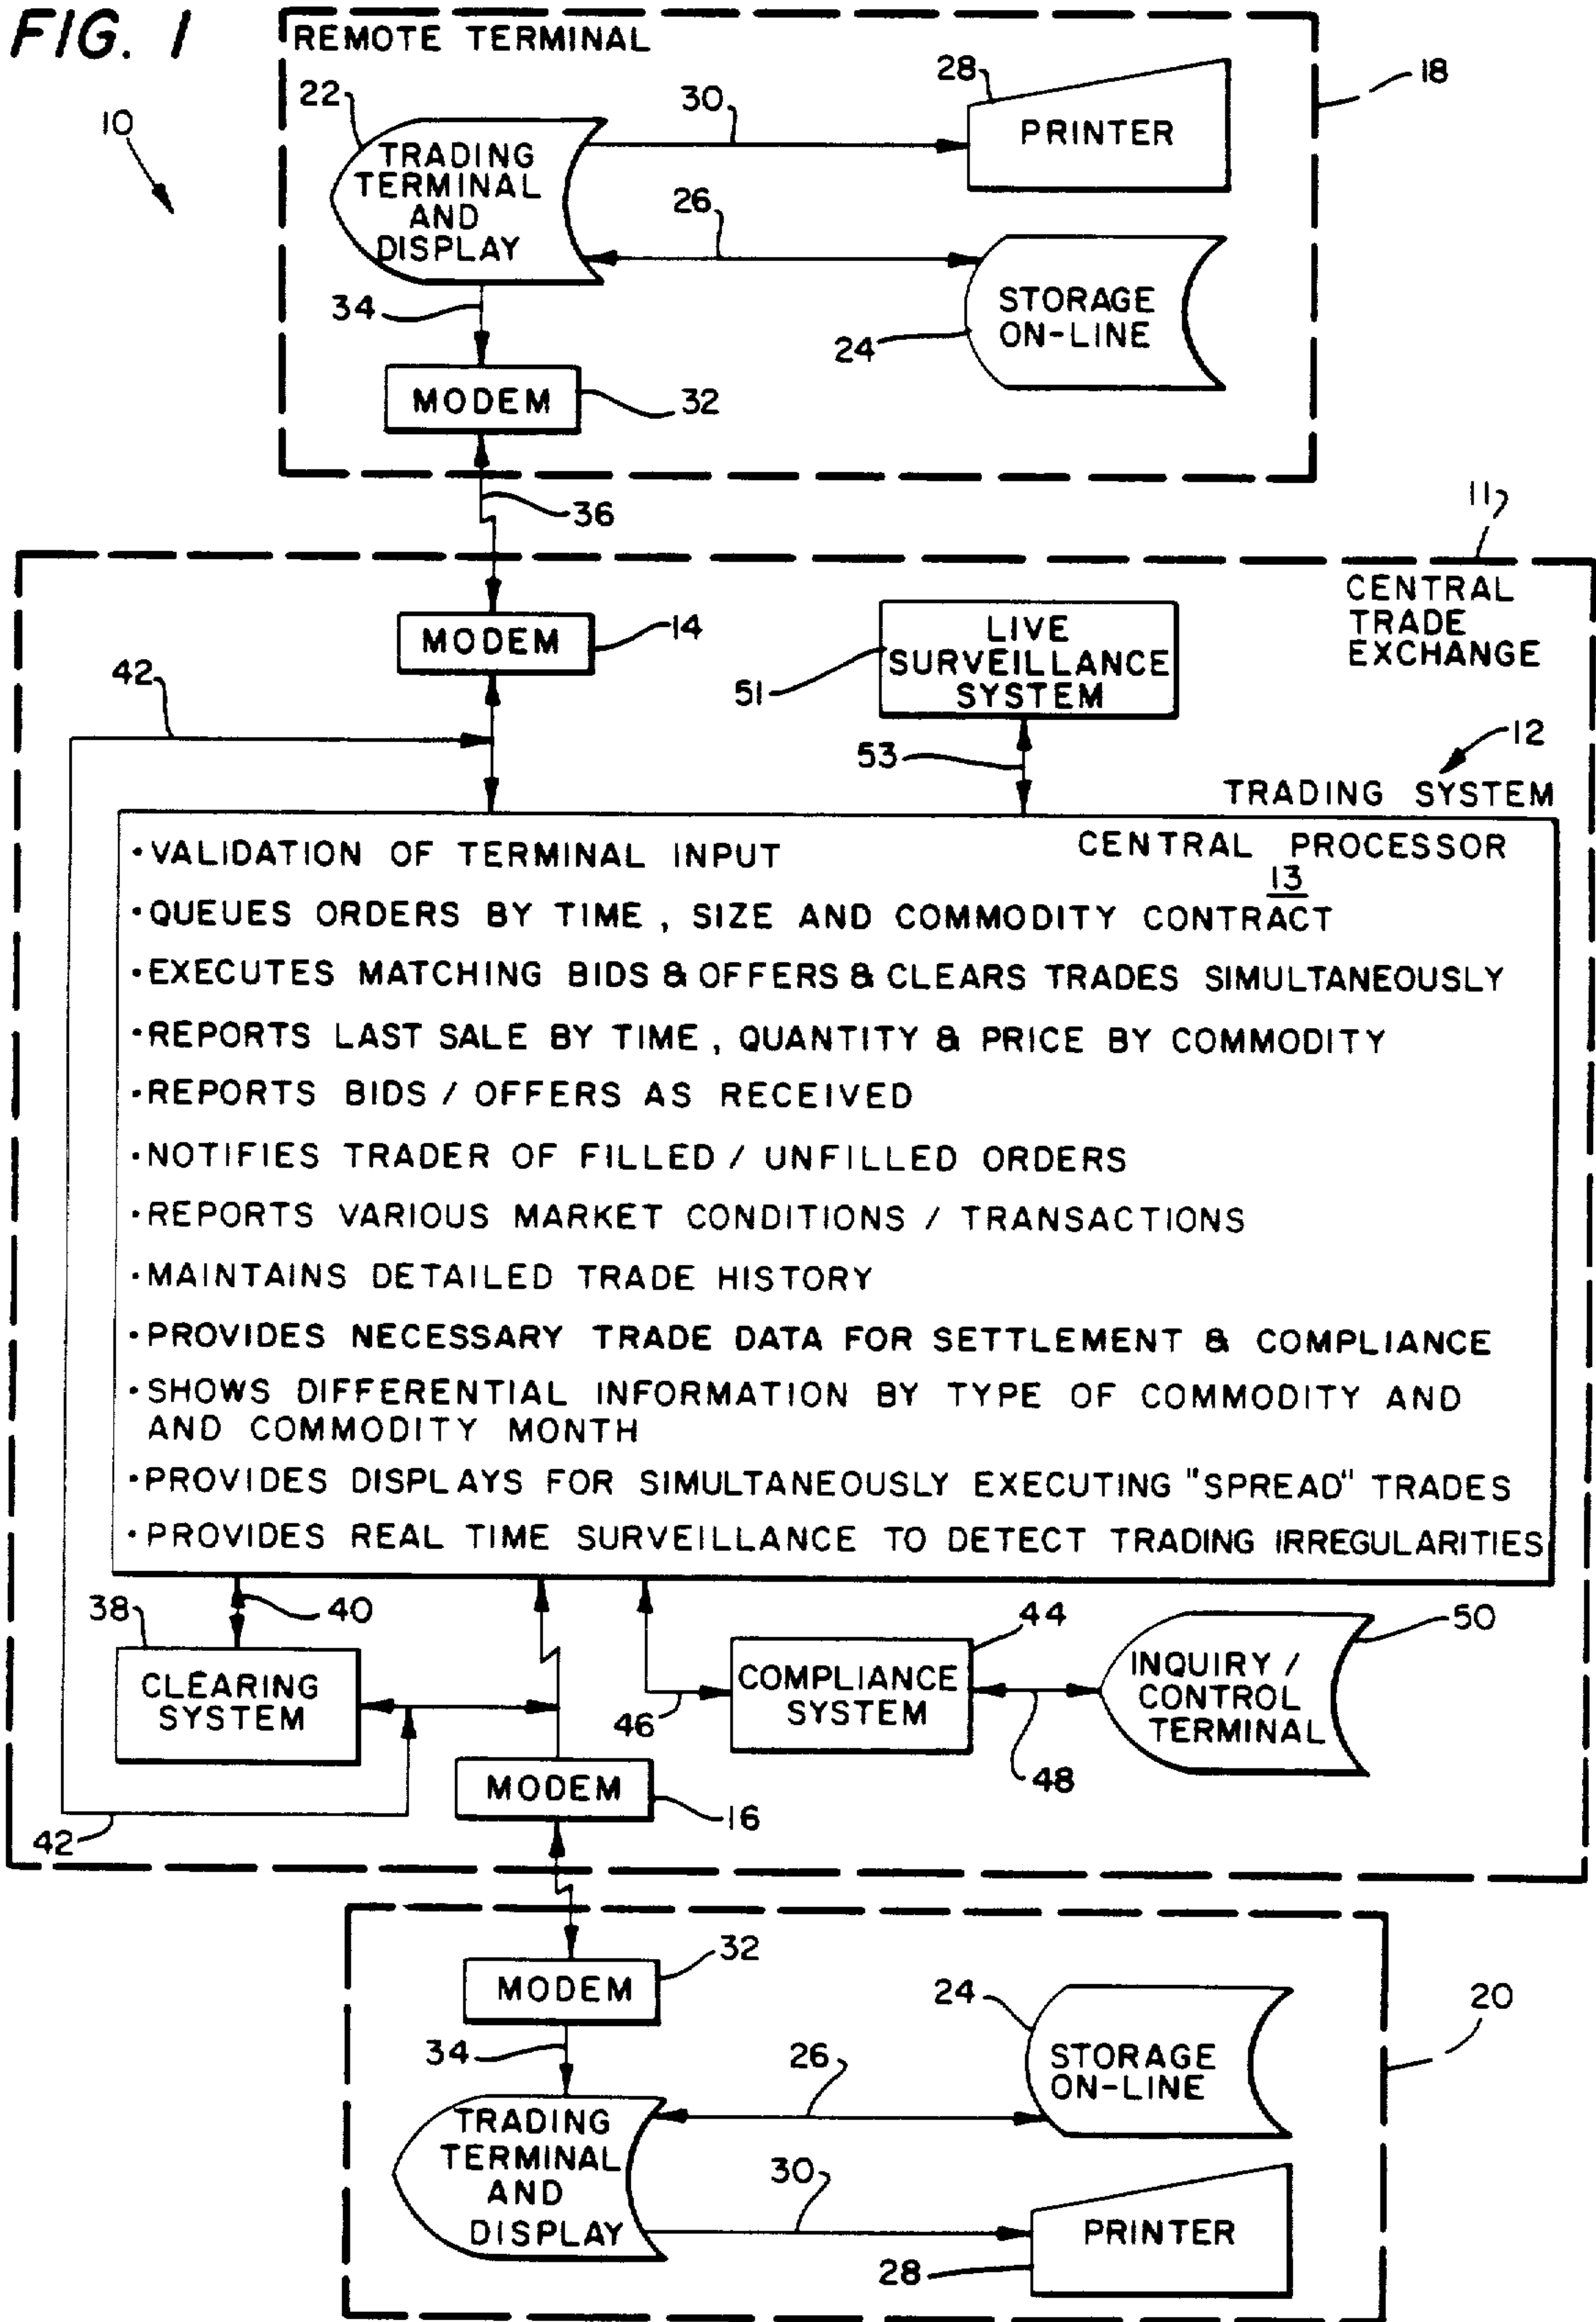 FIG. 1
REMOTE TERMINAL
10
18
22
TRADING
TERMINAL
AND
DISPLAY
30
28
PRINTER
26
24
STORAGE
ON-LINE
34
MODEM
32
36
11
CENTRAL
TRADE
EXCHANGE
MODEM
14
LIVE
SURVEILLANCE
SYSTEM
51
42
53
12
TRADING SYSTEM
CENTRAL PROCESSOR
13
·VALIDATION OF TERMINAL INPUT
·QUEUES ORDERS BY TIME, SIZE AND COMMODITY CONTRACT
·EXECUTES MATCHING BIDS & OFFERS & CLEARS TRADES SIMULTANEOUSLY
·REPORTS LAST SALE BY TIME, QUANTITY & PRICE BY COMMODITY
·REPORTS BIDS / OFFERS AS RECEIVED
·NOTIFIES TRADER OF FILLED / UNFILLED ORDERS
·REPORTS VARIOUS MARKET CONDITIONS / TRANSACTIONS
·MAINTAINS DETAILED TRADE HISTORY
·PROVIDES NECESSARY TRADE DATA FOR SETTLEMENT & COMPLIANCE
·SHOWS DIFFERENTIAL INFORMATION BY TYPE OF COMMODITY AND
AND COMMODITY MONTH
·PROVIDES DISPLAYS FOR SIMULTANEOUSLY EXECUTING "SPREAD" TRADES
·PROVIDES REAL TIME SURVEILLANCE TO DETECT TRADING IRREGULARITIES
38
40
CLEARING
SYSTEM
44
COMPLIANCE
SYSTEM
46
48
50
INQUIRY /
CONTROL
TERMINAL
MODEM
16
42
MODEM
32
20
34
24
STORAGE
ON-LINE
26
TRADING
TERMINAL
AND
DISPLAY
30
PRINTER
28